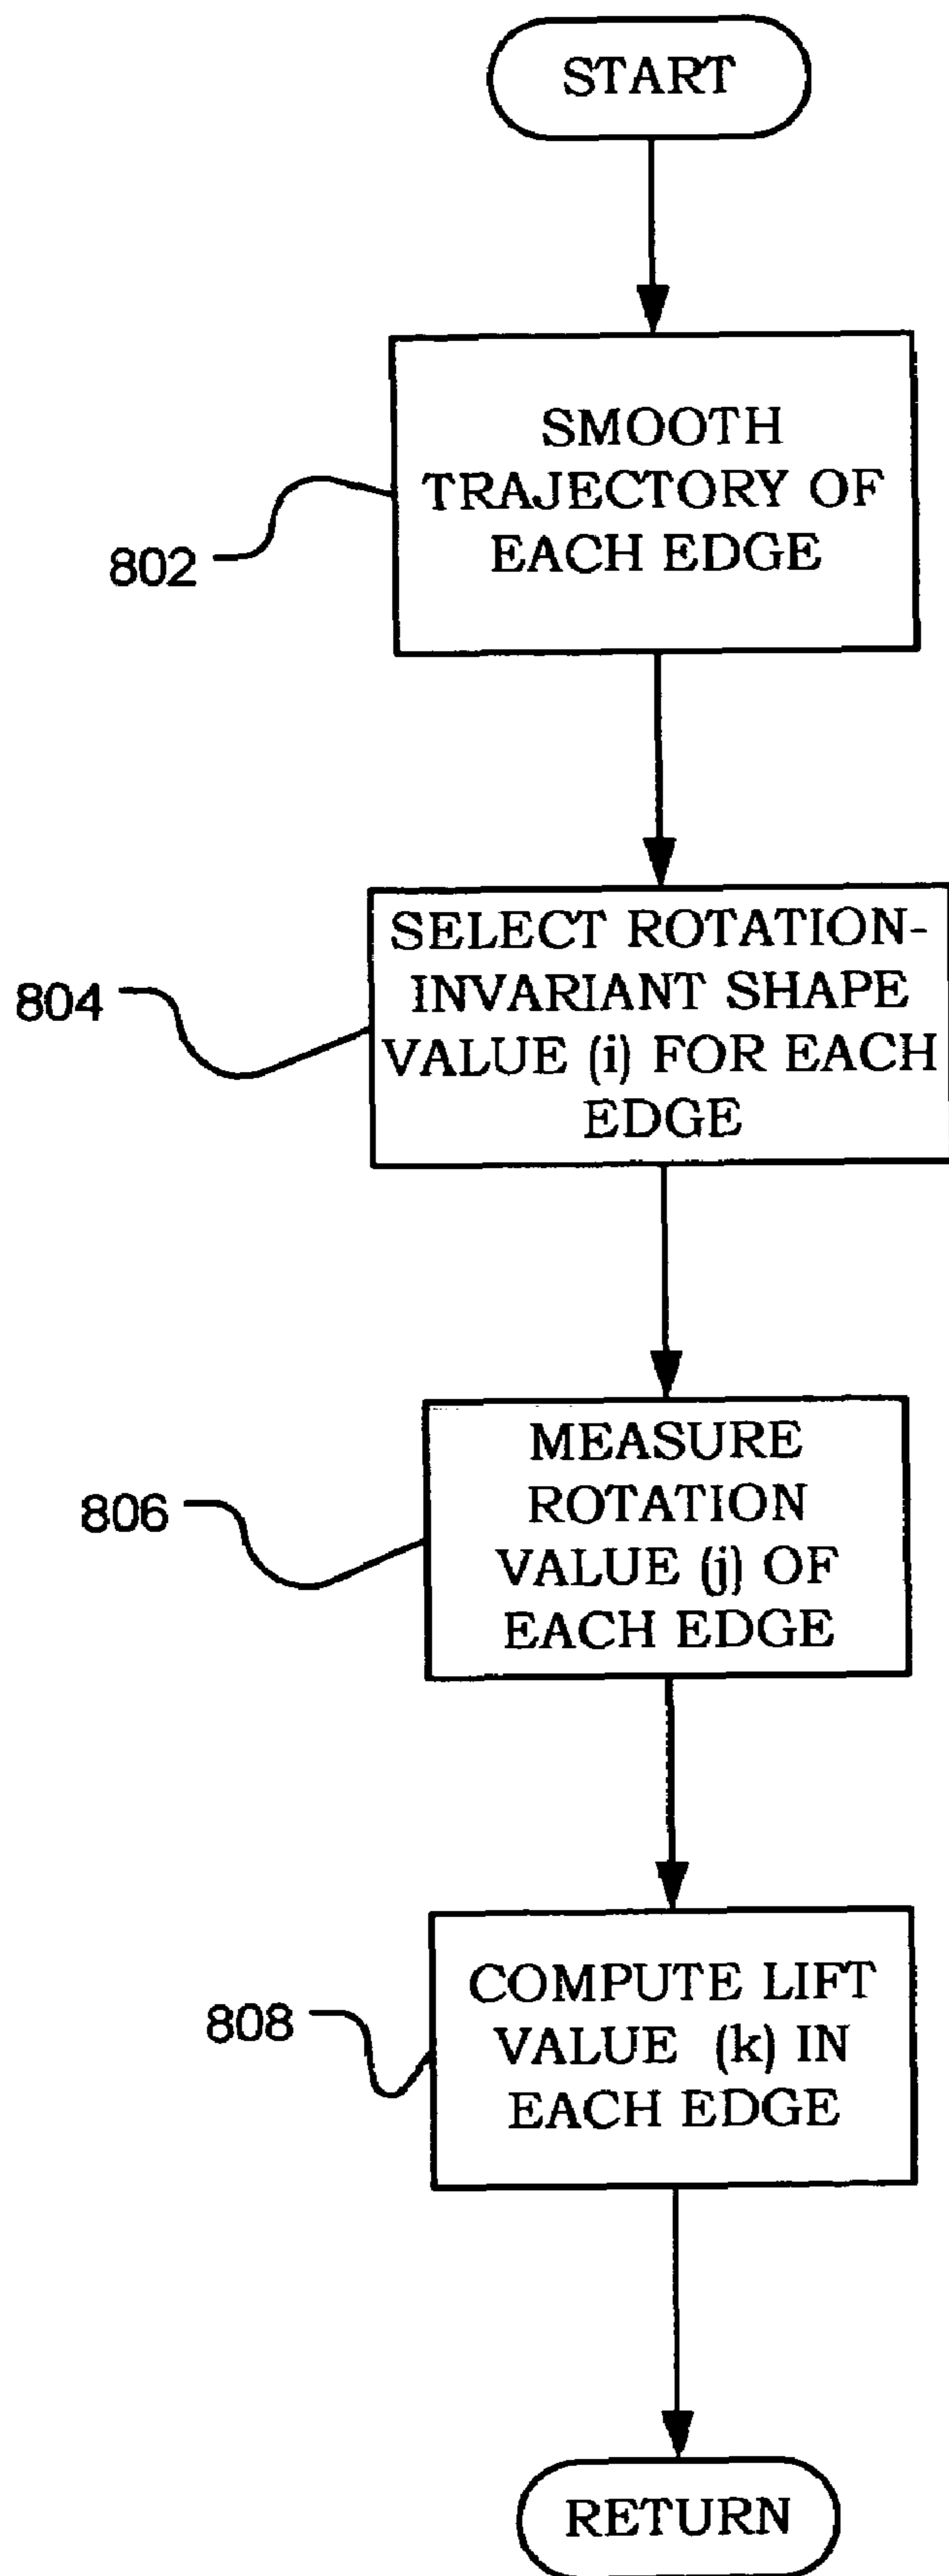 START
802
SMOOTH
TRAJECTORY OF
EACH EDGE
804
SELECT ROTATION-
INVARIANT SHAPE
VALUE (i) FOR EACH
EDGE
806
MEASURE
ROTATION
VALUE (j) OF
EACH EDGE
808
COMPUTE LIFT
VALUE (k) IN
EACH EDGE
RETURN